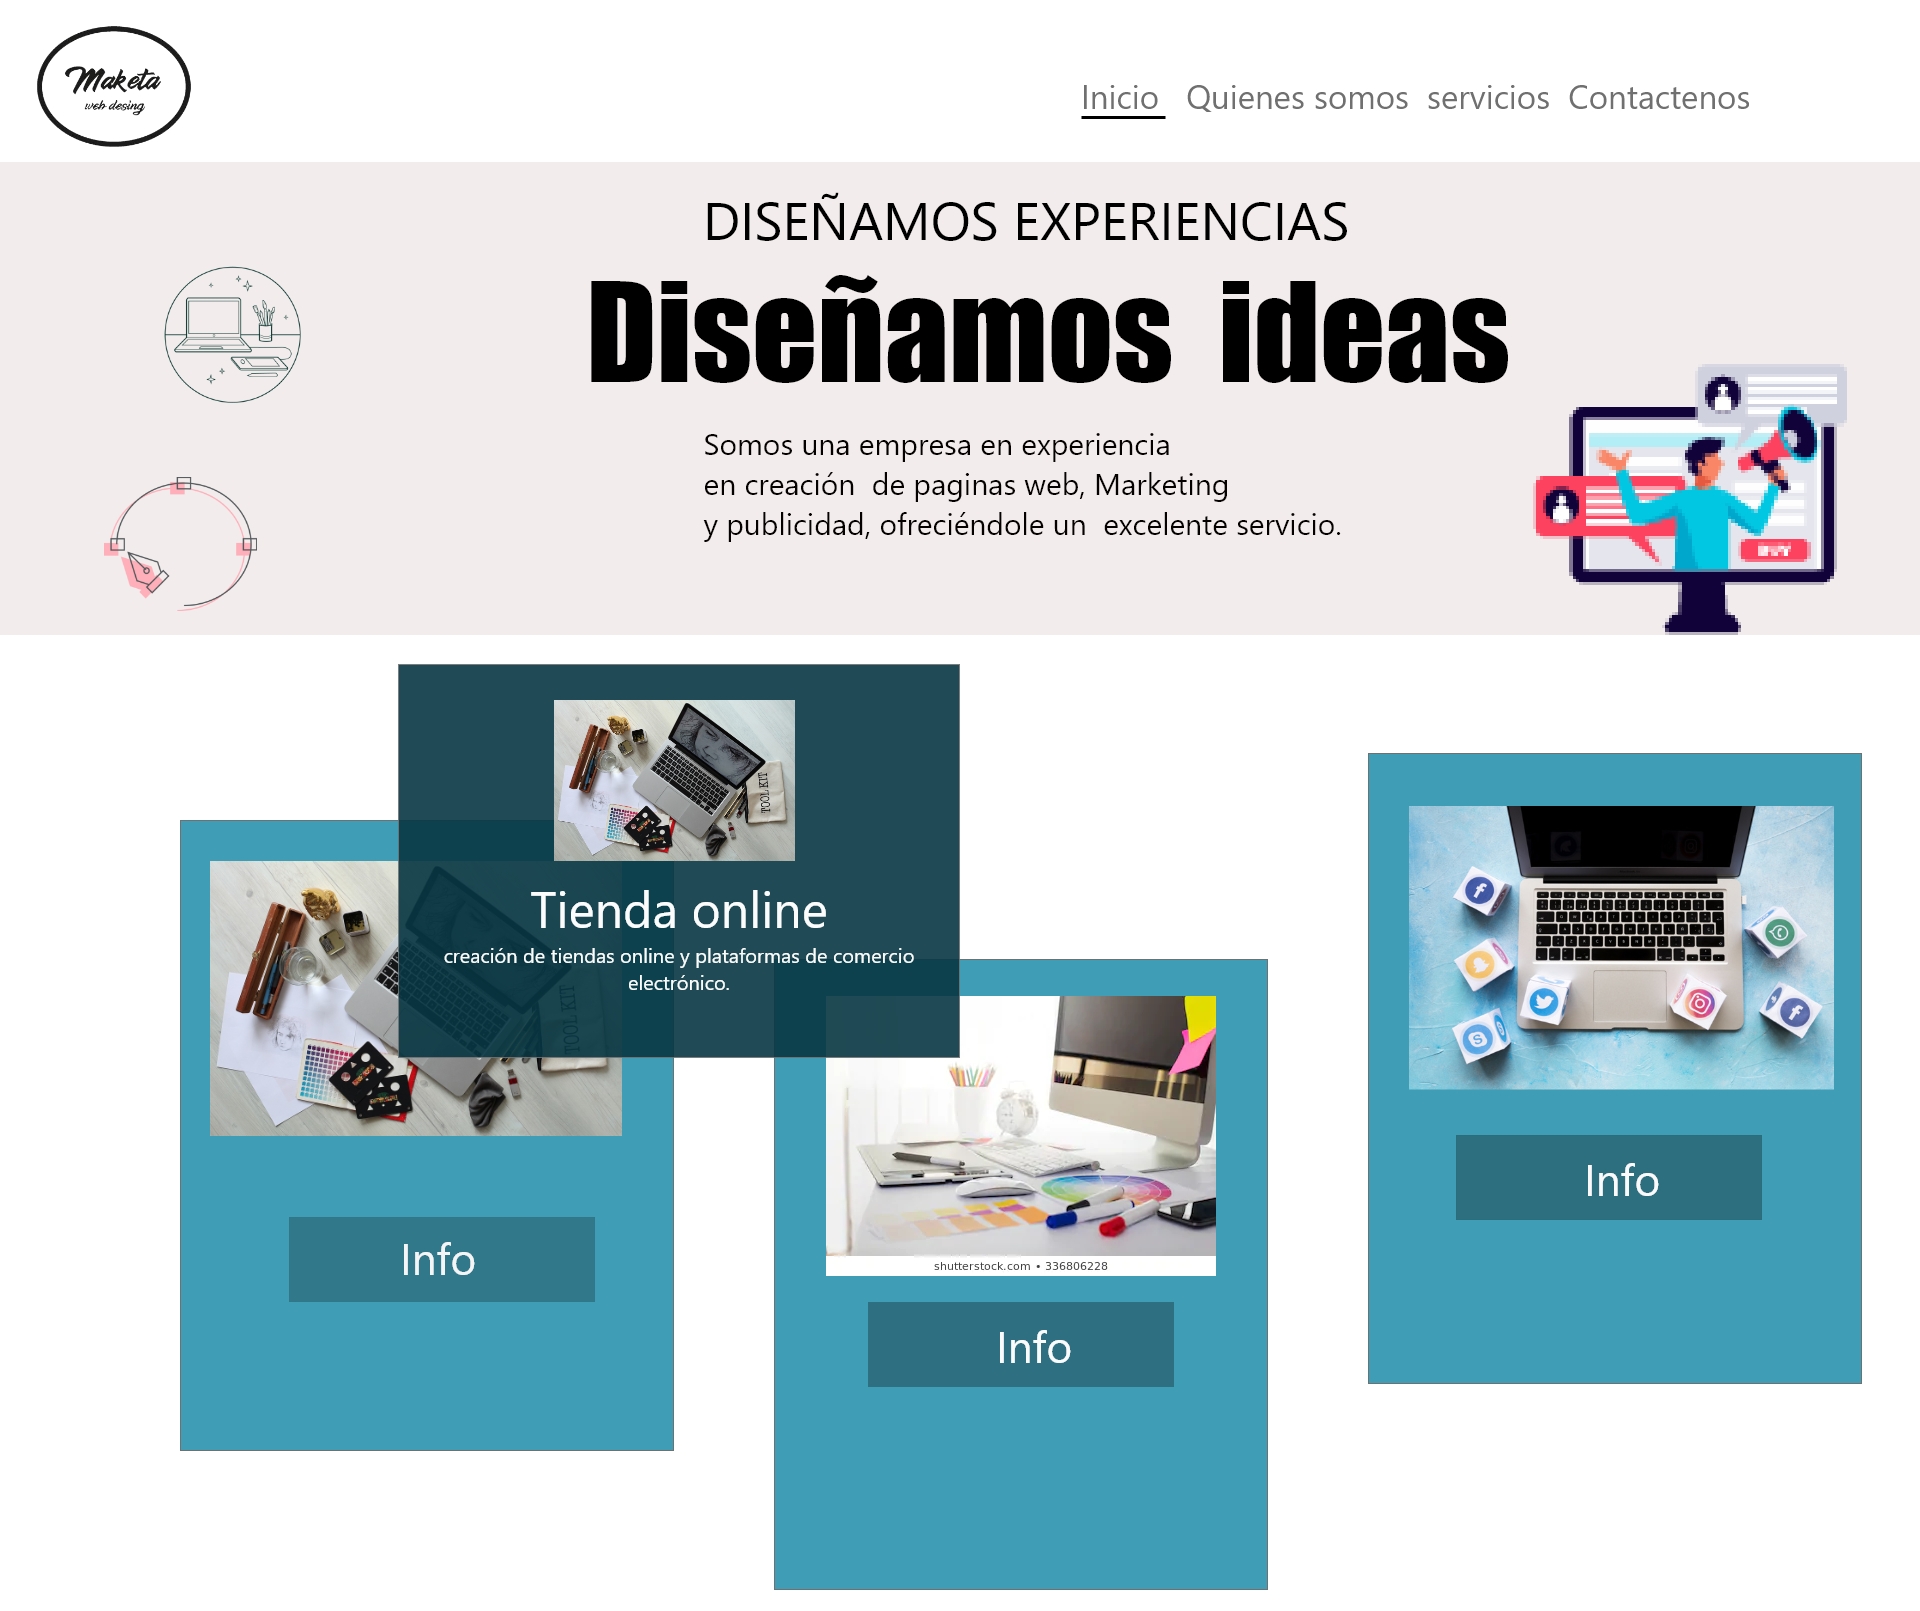 Maketa
web desing
Inicio Quienes somos servicios Contactenos
DISEÑAMOS EXPERIENCIAS
Diseñamos ideas
Somos una empresa en experiencia
en creación de paginas web, Marketing
y publicidad, ofreciéndole un excelente servicio.
TOOL KIT
Tienda online
creación de tiendas online y plataformas de comercio
electrónico.
TOOL KIT
Info
shutterstock.com • 336806228
Info
Info